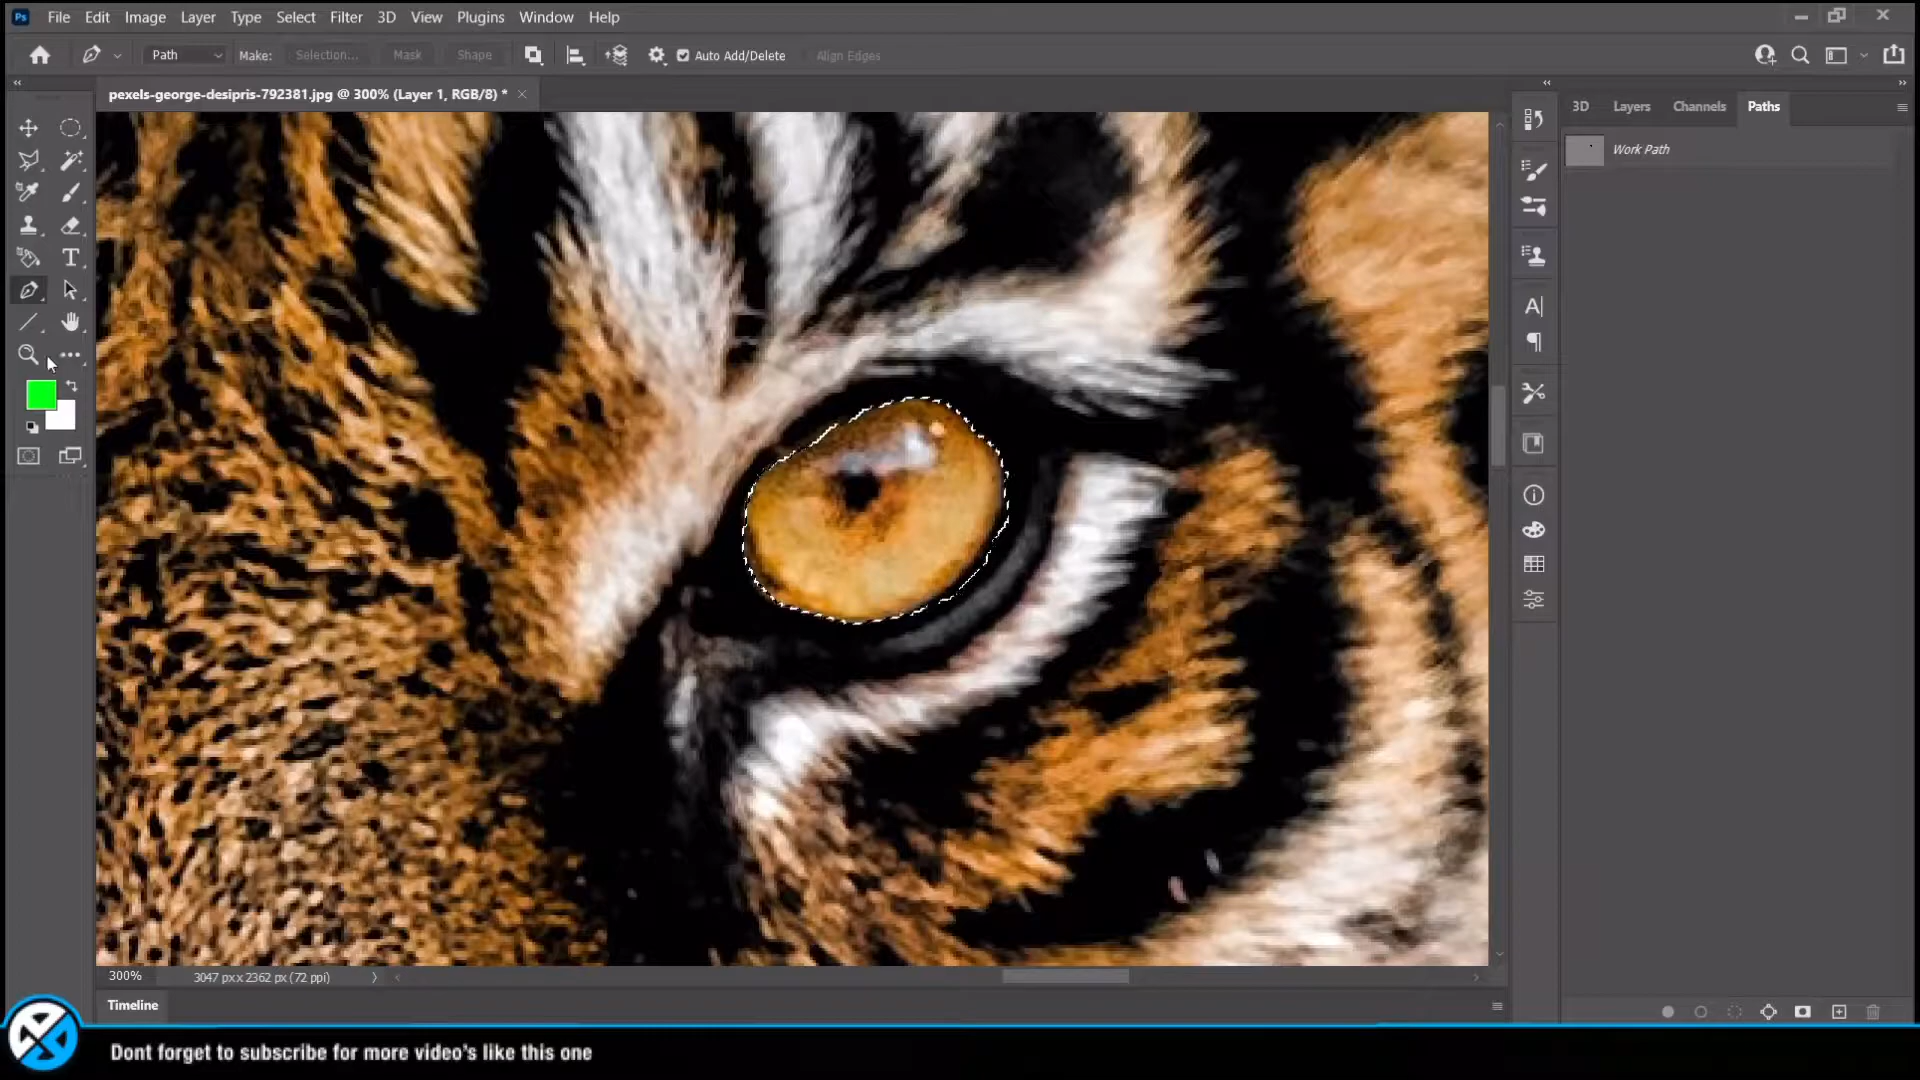 Ps File Edit Image Layer Type Select Filter 3D View Plugins Window Help
Path Make: Selection... Mask Shape Auto Add/Delete Align Edges
pexels-george-desipris-792381.jpg @ 300% (Layer 1, RGB/8) *
3D Layers Channels Paths
Work Path
300% 3047 px x 2362 px (72 ppi)
Timeline
Dont forget to subscribe for more video's like this one